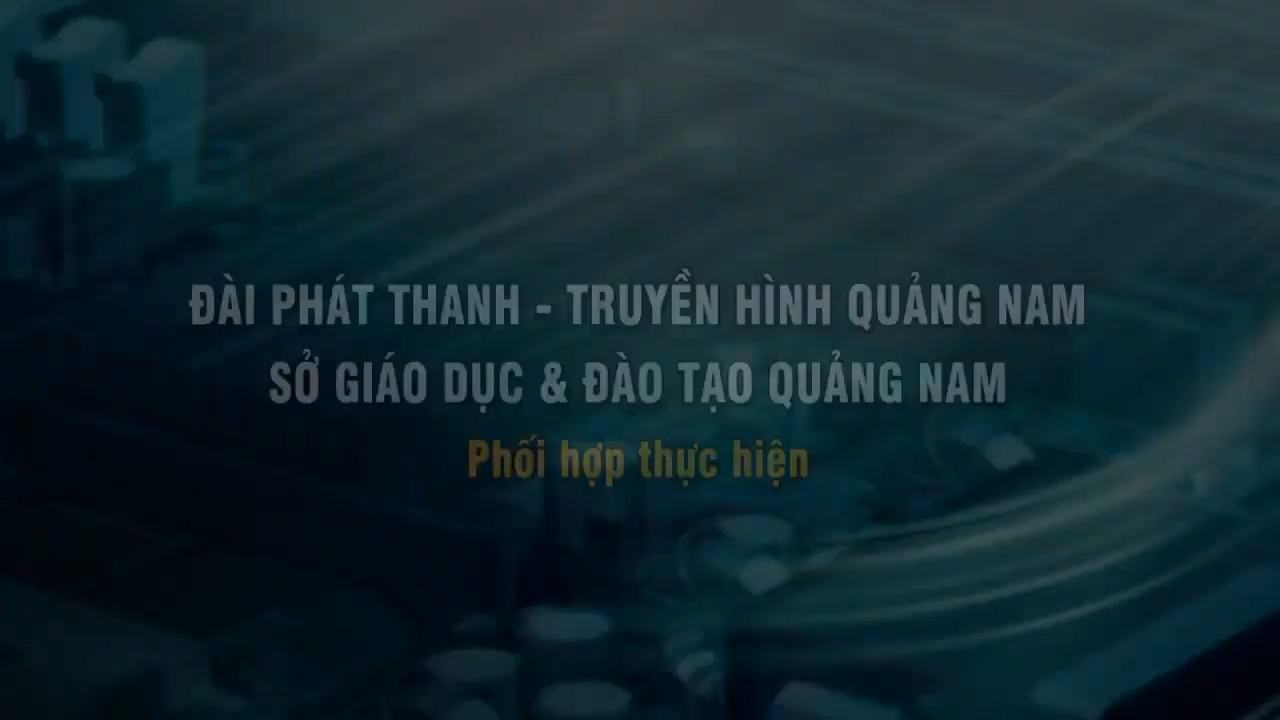 ĐÀI PHÁT THANH - TRUYỀN HÌNH QUẢNG NAM
SỞ GIÁO DỤC & ĐÀO TẠO QUẢNG NAM
Phối hợp thực hiện